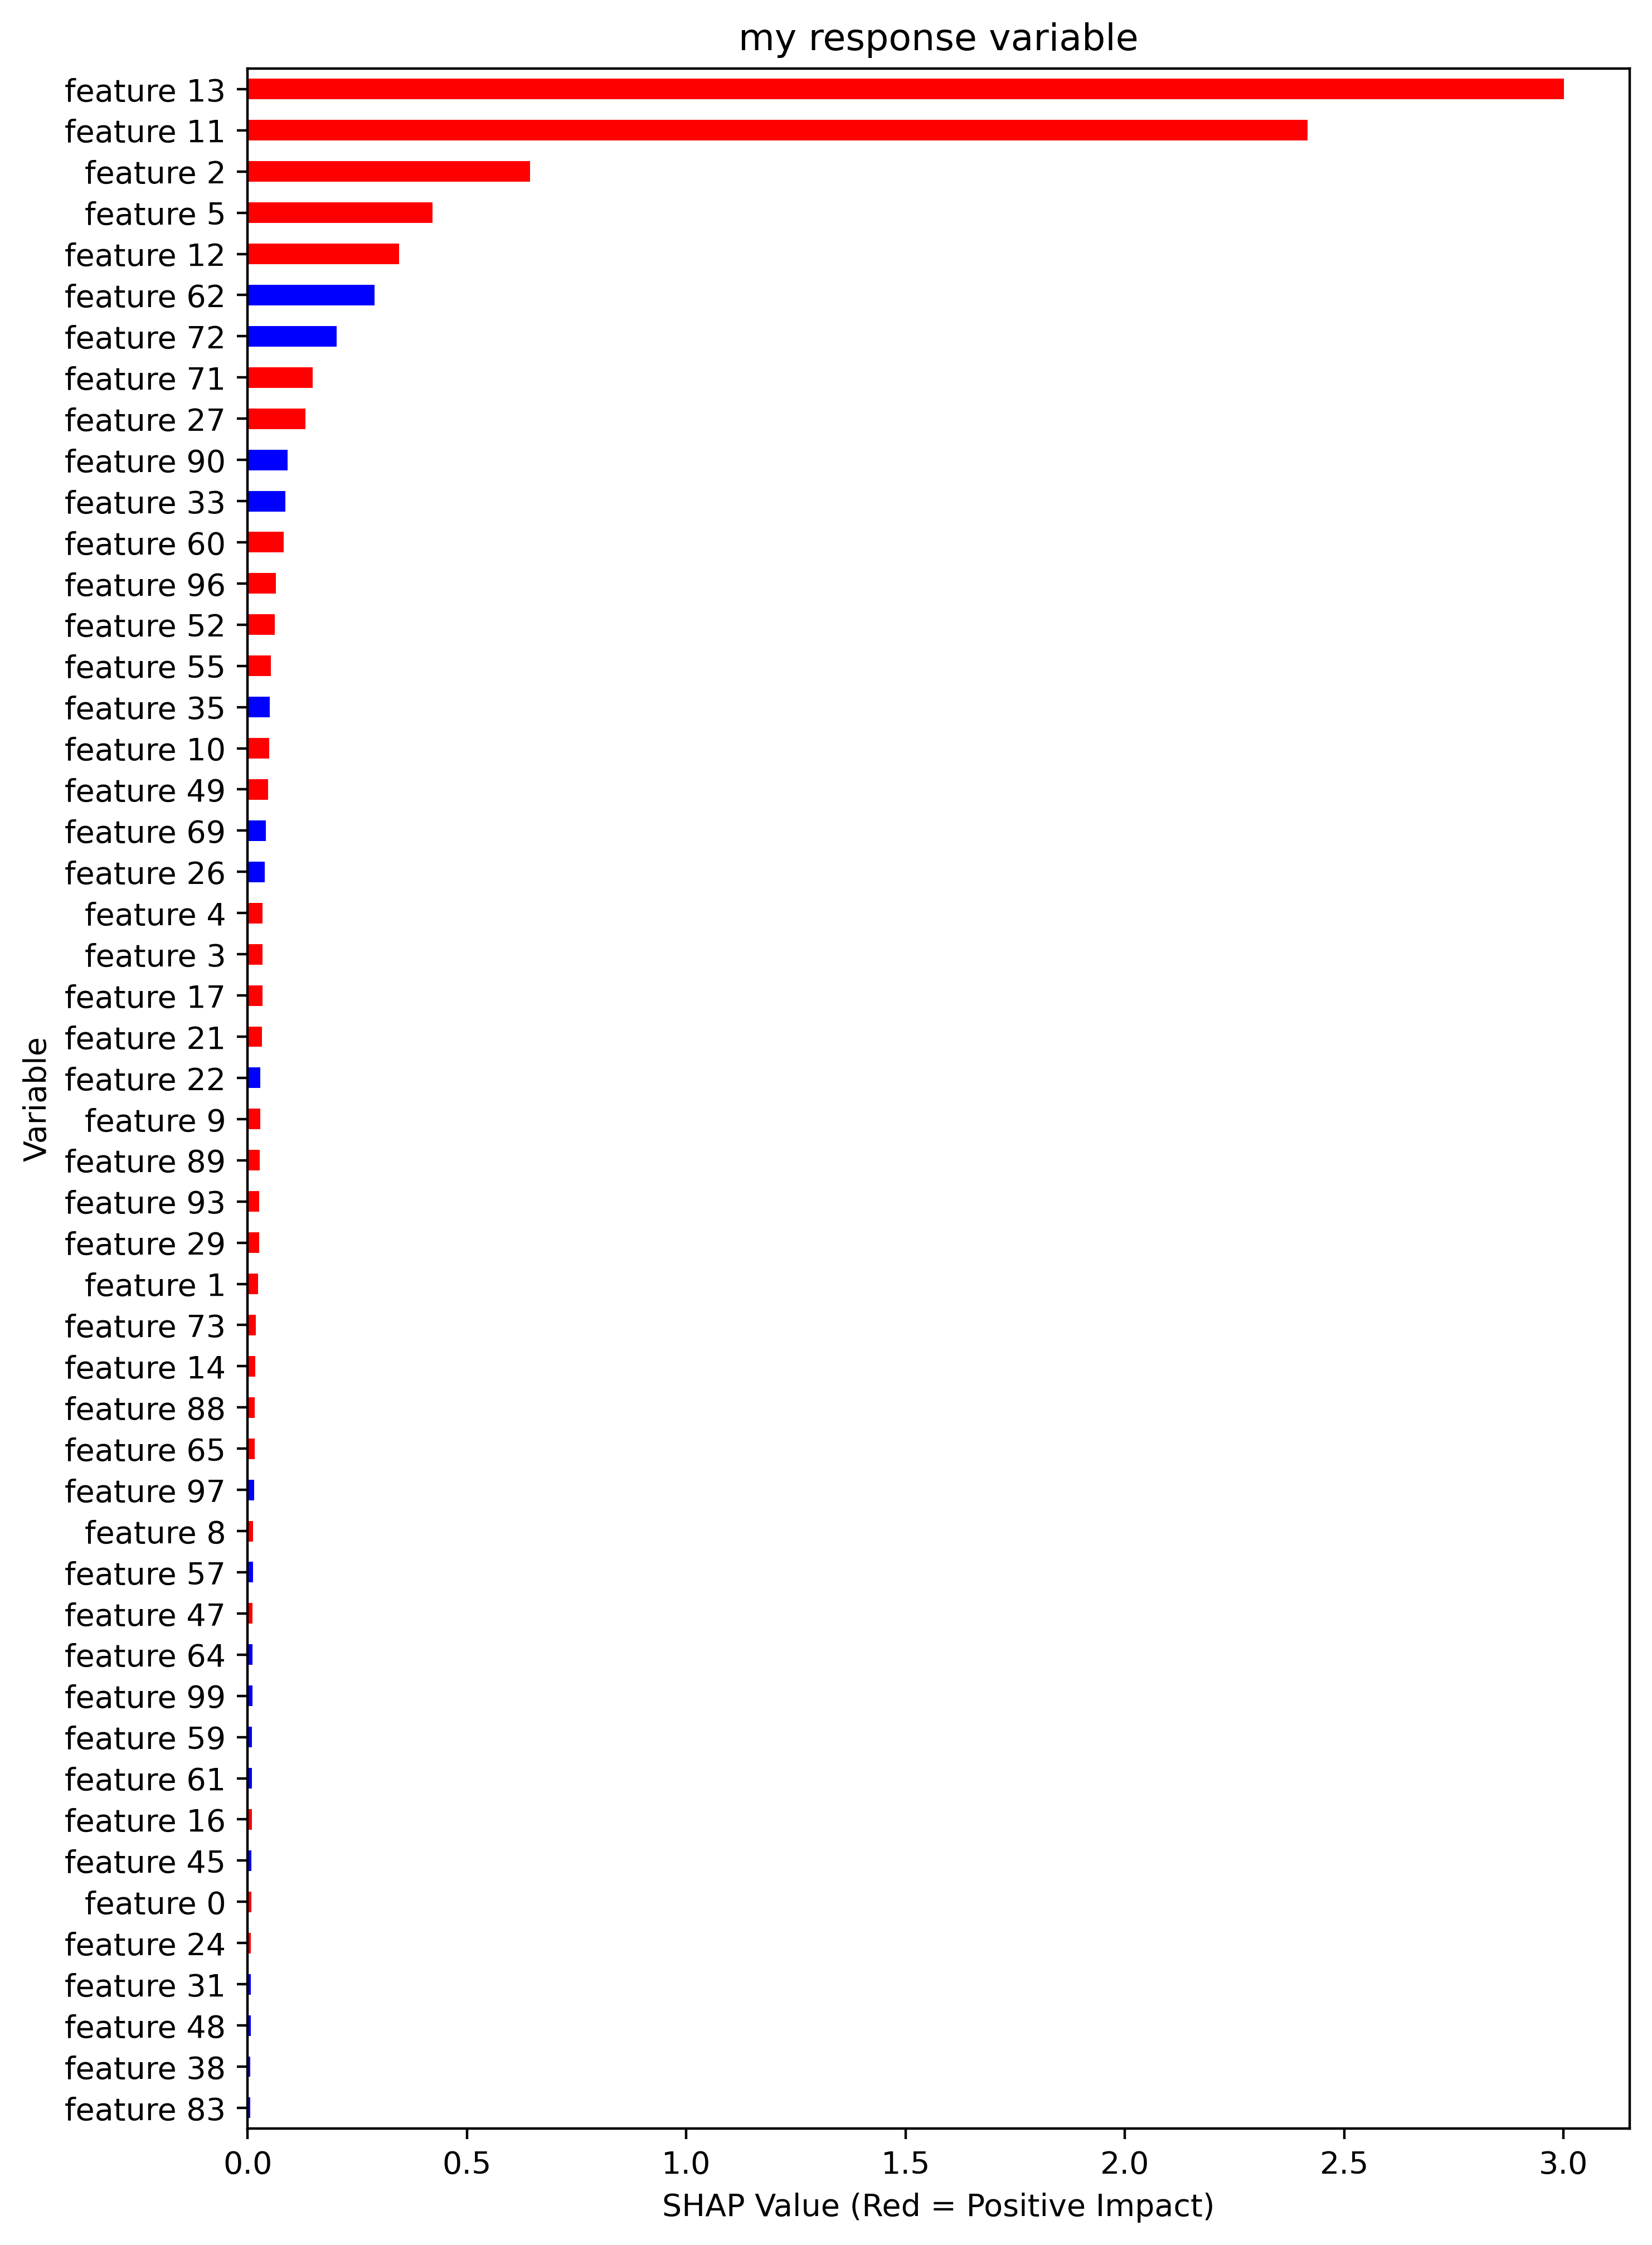 my response variable
feature 13
feature 11
feature 2
feature 5
feature 12
feature 62
feature 72
feature 71
feature 27
feature 90
feature 33
feature 60
feature 96
feature 52
feature 55
feature 35
feature 10
feature 49
feature 69
feature 26
feature 4
feature 3
feature 17
feature 21
feature 22
feature 9
feature 89
feature 93
feature 29
feature 1
feature 73
feature 14
feature 88
feature 65
feature 97
feature 8
feature 57
feature 47
feature 64
feature 99
feature 59
feature 61
feature 16
feature 45
feature 0
feature 24
feature 31
feature 48
feature 38
feature 83
Variable
0.0 0.5 1.0 1.5 2.0 2.5 3.0
SHAP Value (Red = Positive Impact)